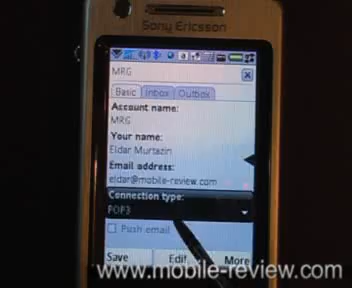 Sony Ericsson
MRG
Basic Inbox Outbox
Account name:
MRG
Your name:
Eldar Murtazin
Email address:
eldar@mobile-review.com
Connection type:
POP3
Push email
Save Edit More
www.mobile-review.com